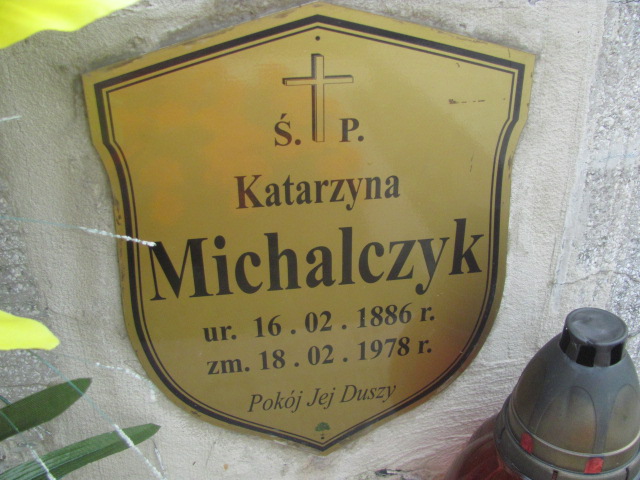 Ś. P.
Katarzyna
Michalczyk
ur. 16.02.1886 r.
zm. 18.02.1978 r.
Pokój Jej Duszy